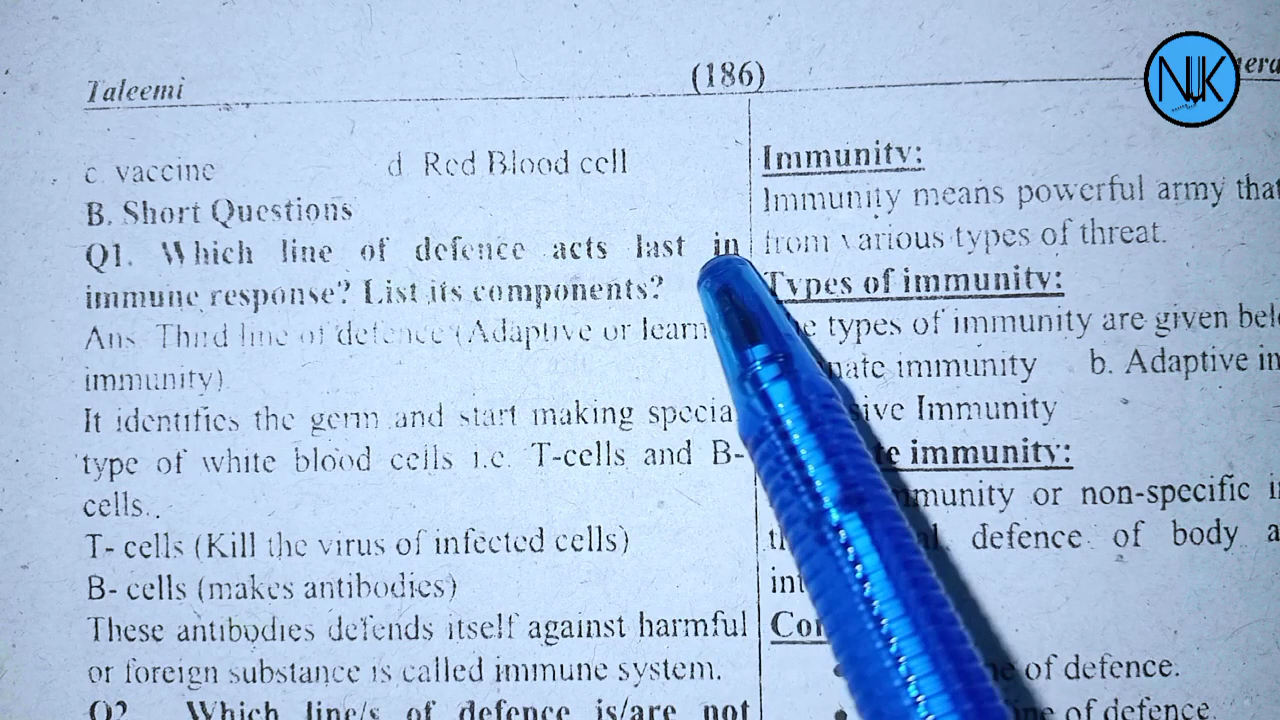 Taleemi
(186)
NJK
c. vaccine d Red Blood cell
B. Short Questions
Q1. Which line of defence acts last in
immune response? List its components?
Ans. Third line of defence (Adaptive or learn
immunity)
It identifies the germ and start making specia
type of white blood cells i.e. T-cells and B-
cells.
T- cells (Kill the virus of infected cells)
B- cells (makes antibodies)
These antibodies defends itself against harmful
or foreign substance is called immune system.
Q2. Which line/s of defence is/are not
Immunity:
Immunity means powerful army that
from various types of threat.
Types of immunity:
types of immunity are given
immunity b. Adaptive
Immunity
immunity:
immunity or non-specific
defence of body
of defence.
line of defence